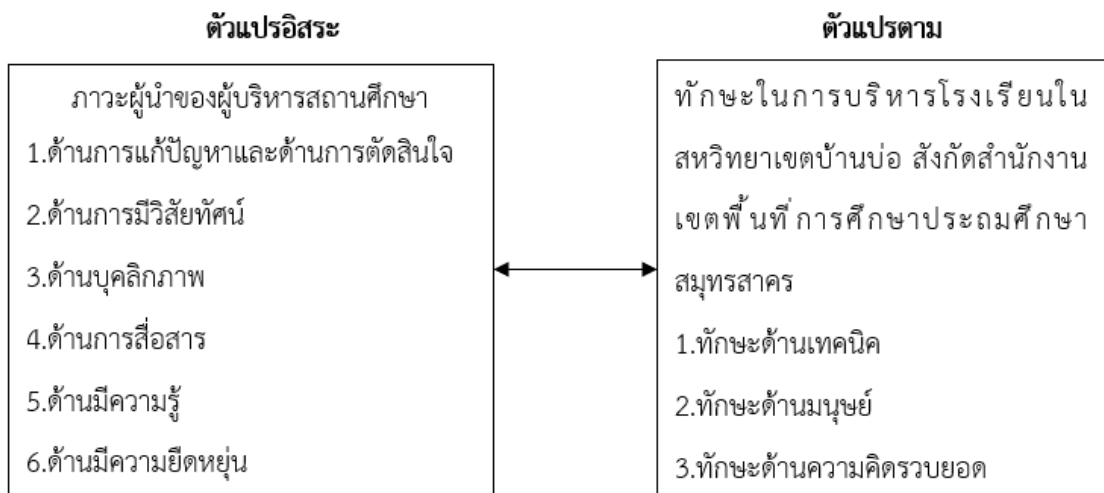 ตัวแปรอิสระ
ภาวะผู้นำของผู้บริหารสถานศึกษา
1.ด้านการแก้ปัญหาและด้านการตัดสินใจ
2.ด้านการมีวิสัยทัศน์
3.ด้านบุคลิกภาพ
4.ด้านการสื่อสาร
5.ด้านมีความรู้
6.ด้านมีความยืดหยุ่น
ตัวแปรตาม
ทักษะในการบริหารโรงเรียนใน
สหวิทยาเขตบ้านบ่อ สังกัดสำนักงาน
เขตพื้นที่การศึกษาประถมศึกษา
สมุทรสาคร
1.ทักษะด้านเทคนิค
2.ทักษะด้านมนุษย์
3.ทักษะด้านความคิดรวบยอด